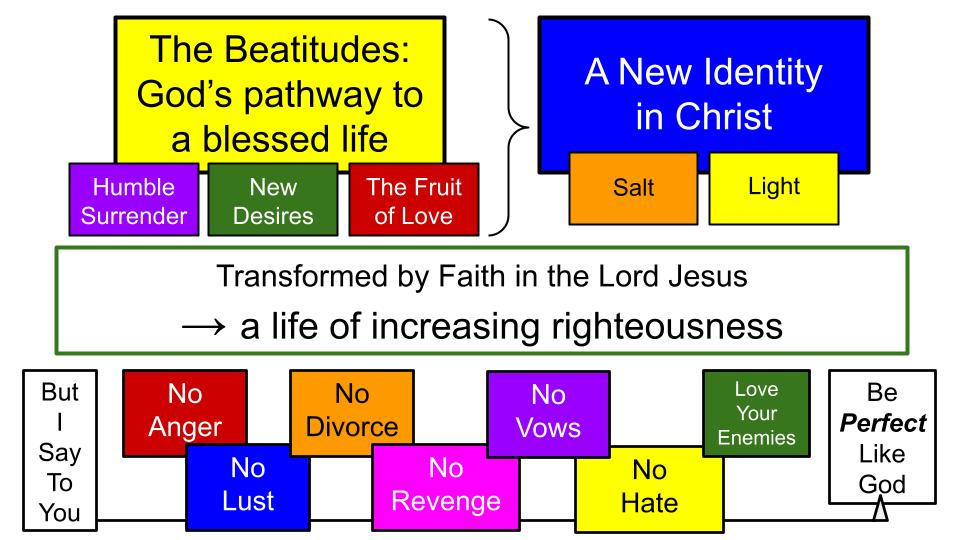 The Beatitudes:
God's pathway to
a blessed life
Humble
Surrender
New
Desires
The Fruit
of Love
A New Identity
in Christ
Salt
Light
Transformed by Faith in the Lord Jesus
→ a life of increasing righteousness
But
I
Say
To
You
No
Anger
No
Lust
No
Divorce
No
Revenge
No
Vows
No
Hate
Love
Your
Enemies
Be
Perfect
Like
God